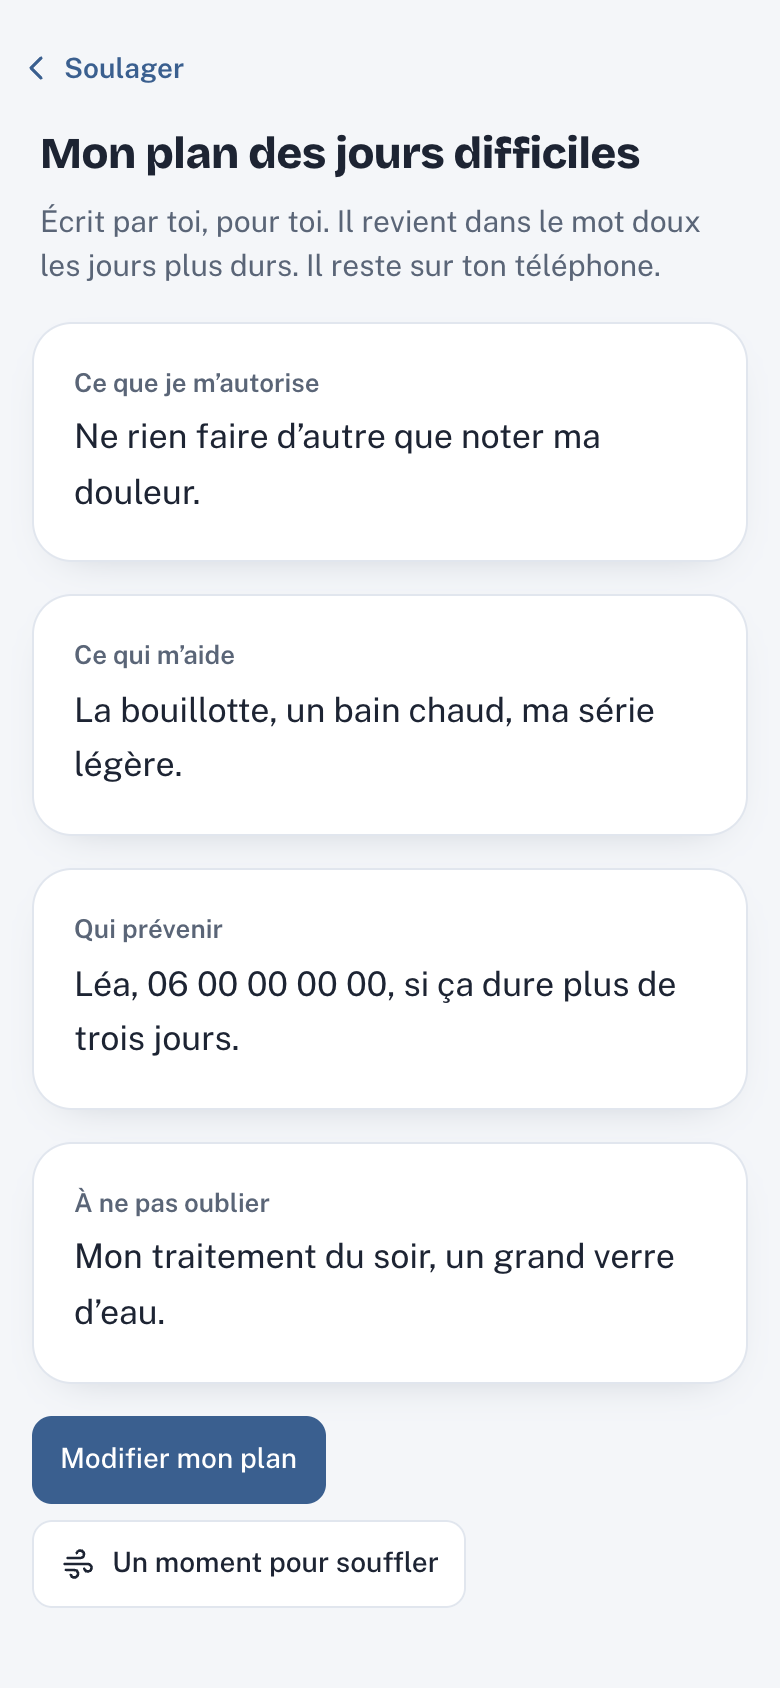 Soulager
Mon plan des jours difficiles
Écrit par toi, pour toi. Il revient dans le mot doux
les jours plus durs. Il reste sur ton téléphone.
Ce que je m’autorise
Ne rien faire d’autre que noter ma
douleur.
Ce qui m’aide
La bouillotte, un bain chaud, ma série
légère.
Qui prévenir
Léa, 06 00 00 00 00, si ça dure plus de
trois jours.
À ne pas oublier
Mon traitement du soir, un grand verre
d’eau.
Modifier mon plan
Un moment pour souffler